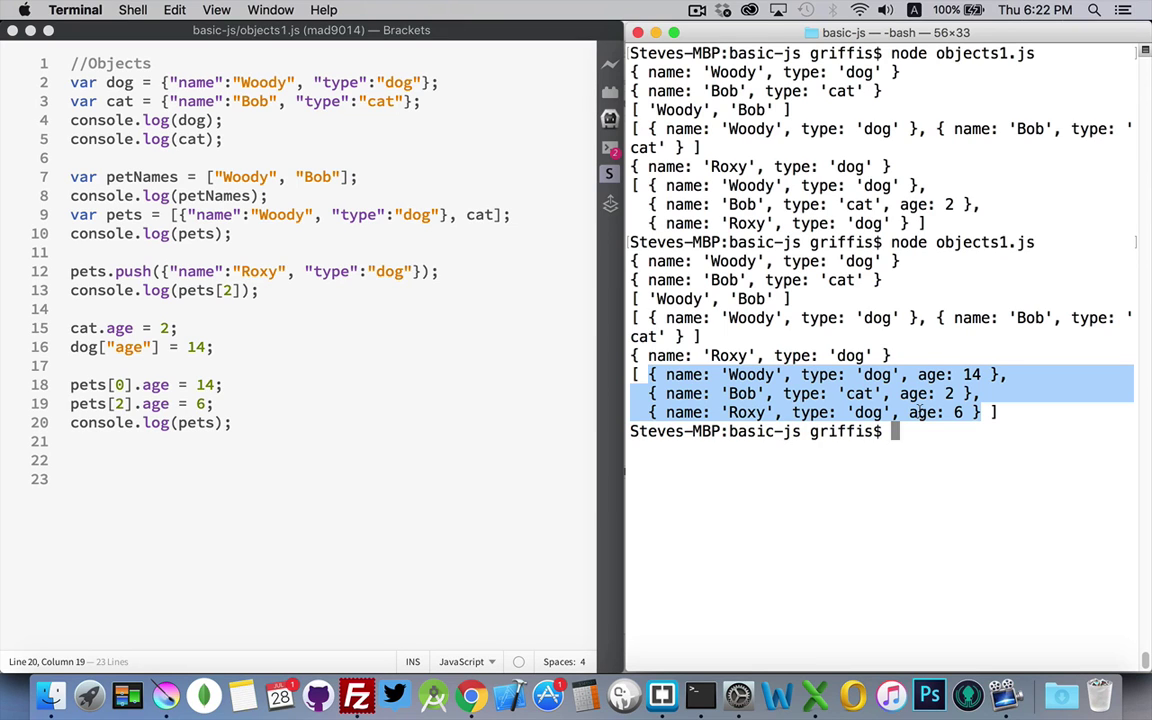 Terminal Shell Edit View Window Help 100% Thu 6:22 PM
basic-js/objects1.js (mad9014) — Brackets
1 //Objects
2 var dog = {"name":"Woody", "type":"dog"};
3 var cat = {"name":"Bob", "type":"cat"};
4 console.log(dog);
5 console.log(cat);
6
7 var petNames = ["Woody", "Bob"];
8 console.log(petNames);
9 var pets = [{"name":"Woody", "type":"dog"}, cat];
10 console.log(pets);
11
12 pets.push({"name":"Roxy", "type":"dog"});
13 console.log(pets[2]);
14
15 cat.age = 2;
16 dog["age"] = 14;
17
18 pets[0].age = 14;
19 pets[2].age = 6;
20 console.log(pets);
21
22
23
Line 20, Column 19 — 23 Lines
INS JavaScript Spaces: 4
2
S
basic-js — -bash — 56×33
Steves-MBP:basic-js griffis$ node objects1.js
{ name: 'Woody', type: 'dog' }
{ name: 'Bob', type: 'cat' }
[ 'Woody', 'Bob' ]
[ { name: 'Woody', type: 'dog' }, { name: 'Bob', type: '
cat' } ]
{ name: 'Roxy', type: 'dog' }
[ { name: 'Woody', type: 'dog' },
{ name: 'Bob', type: 'cat', age: 2 },
{ name: 'Roxy', type: 'dog' } ]
Steves-MBP:basic-js griffis$ node objects1.js
{ name: 'Woody', type: 'dog' }
{ name: 'Bob', type: 'cat' }
[ 'Woody', 'Bob' ]
[ { name: 'Woody', type: 'dog' }, { name: 'Bob', type: '
cat' } ]
{ name: 'Roxy', type: 'dog' }
[ { name: 'Woody', type: 'dog', age: 14 },
{ name: 'Bob', type: 'cat', age: 2 },
{ name: 'Roxy', type: 'dog', age: 6 } ]
Steves-MBP:basic-js griffis$
28
1
Ps